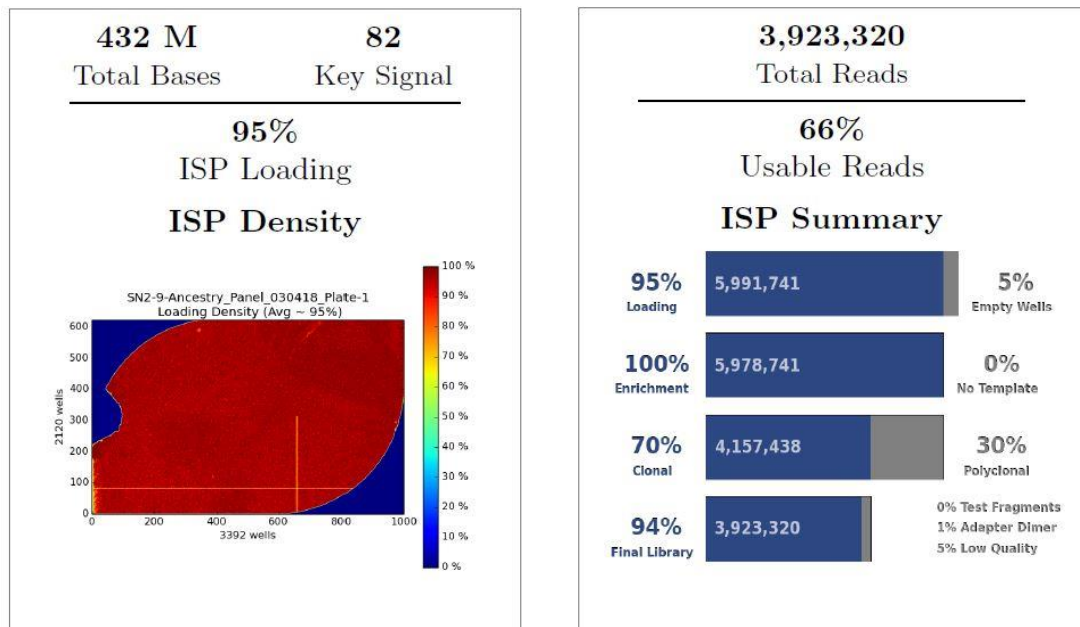 432 M
82
Total Bases
Key Signal
95%
ISP Loading
ISP Density
SN2-9-Ancestry_Panel_030418_Plate-1
Loading Density (Avg ~ 95%)
600
500
400
300
200
100
0
2120 wells
0
200
400
600
800
1000
3392 wells
100 %
90 %
80 %
70 %
60 %
50 %
40 %
30 %
20 %
10 %
0 %
3,923,320
Total Reads
66%
Usable Reads
ISP Summary
95%
Loading
5,991,741
5%
Empty Wells
100%
Enrichment
5,978,741
0%
No Template
70%
Clonal
4,157,438
30%
Polyclonal
94%
Final Library
3,923,320
0% Test Fragments
1% Adapter Dimer
5% Low Quality